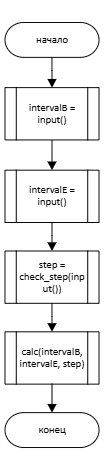 начало
intervalB =
input()
intervalE =
input()
step =
check_step(inp
ut())
calc(intervalB,
intervalE, step)
конец